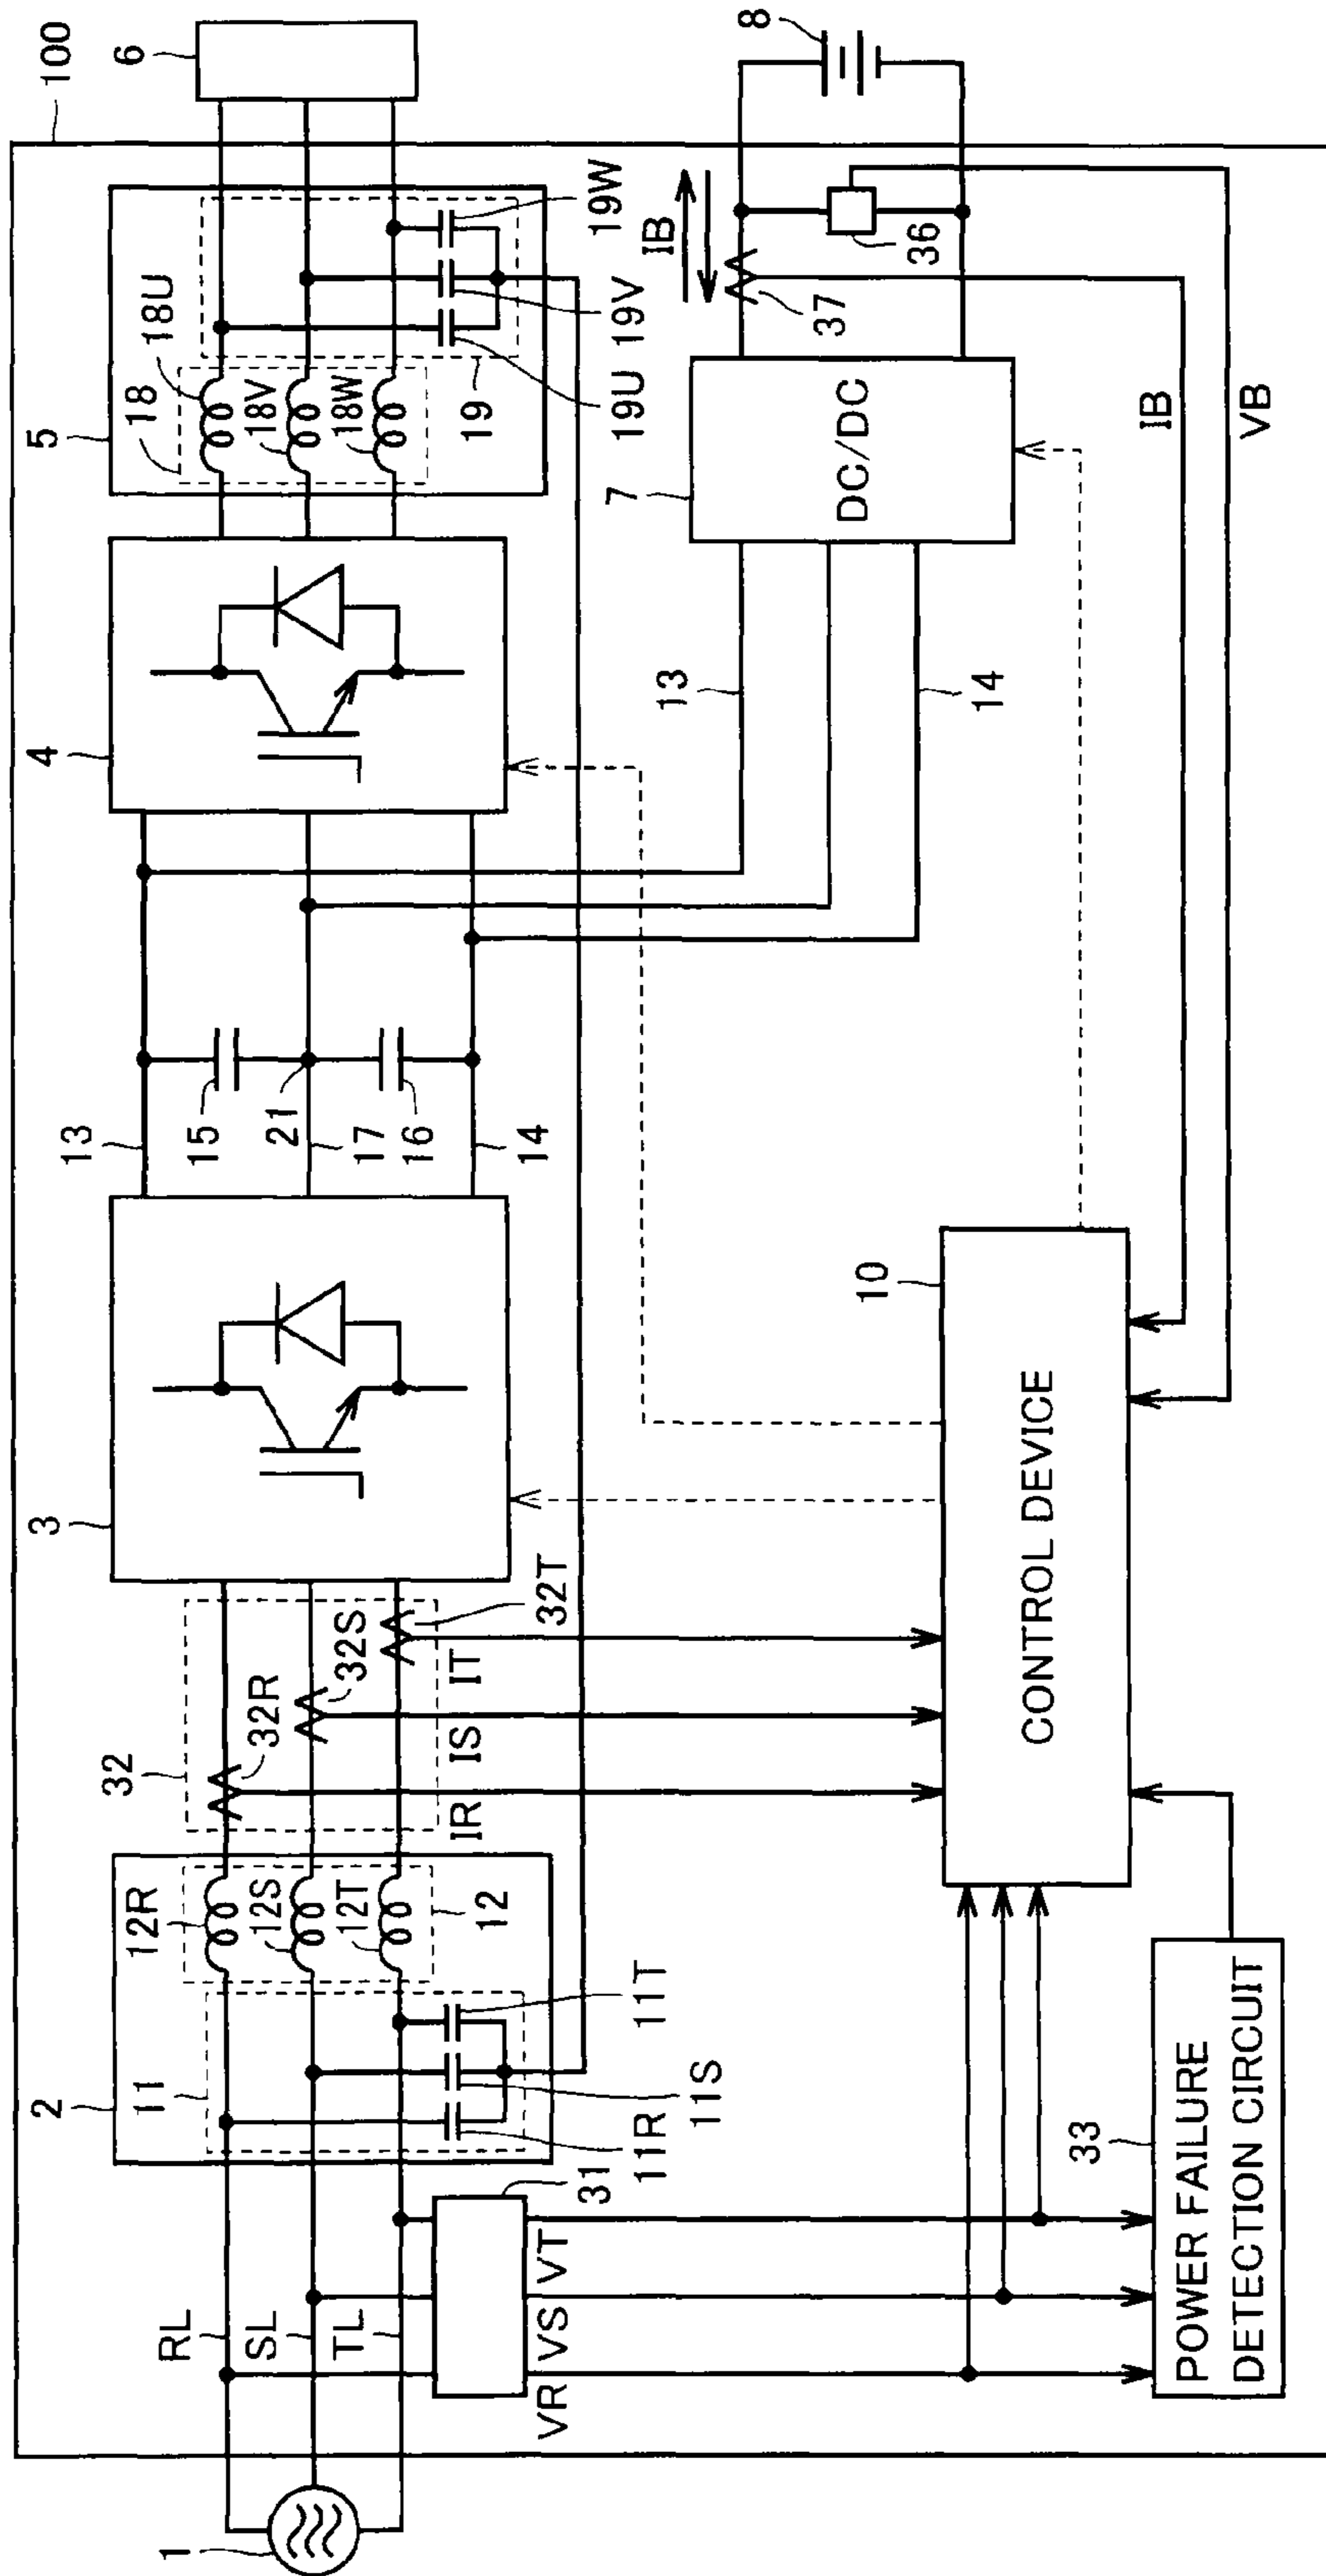 100
1
RL
SL
TL
VR
VS
VT
31
2
11
11R
11S
11T
12R
12S
12T
12
32
32R
32S
32T
IR
IS
IT
3
13
15
21
17
16
14
4
5
18
18U
18V
18W
19
19U
19V
19W
6
13
14
7
DC/DC
37
IB
36
8
IB
VB
10
CONTROL DEVICE
33
POWER FAILURE
DETECTION CIRCUIT